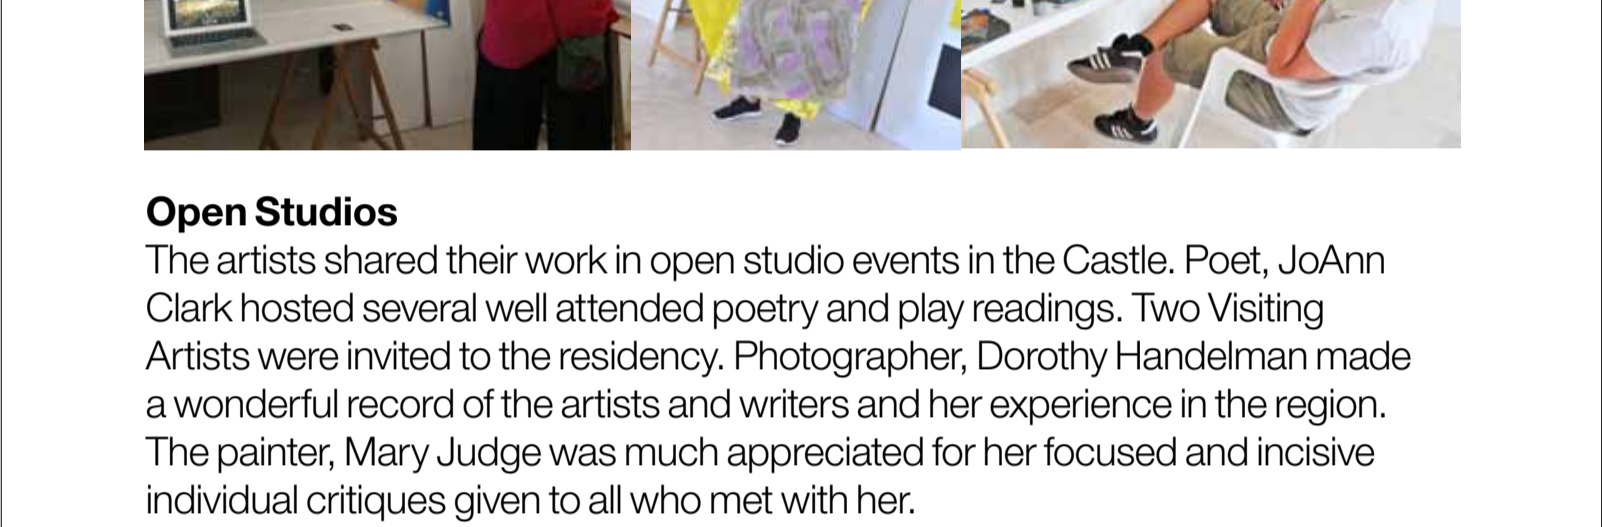 Open Studios
The artists shared their work in open studio events in the Castle. Poet, JoAnn
Clark hosted several well attended poetry and play readings. Two Visiting
Artists were invited to the residency. Photographer, Dorothy Handelman made
a wonderful record of the artists and writers and her experience in the region.
The painter, Mary Judge was much appreciated for her focused and incisive
individual critiques given to all who met with her.